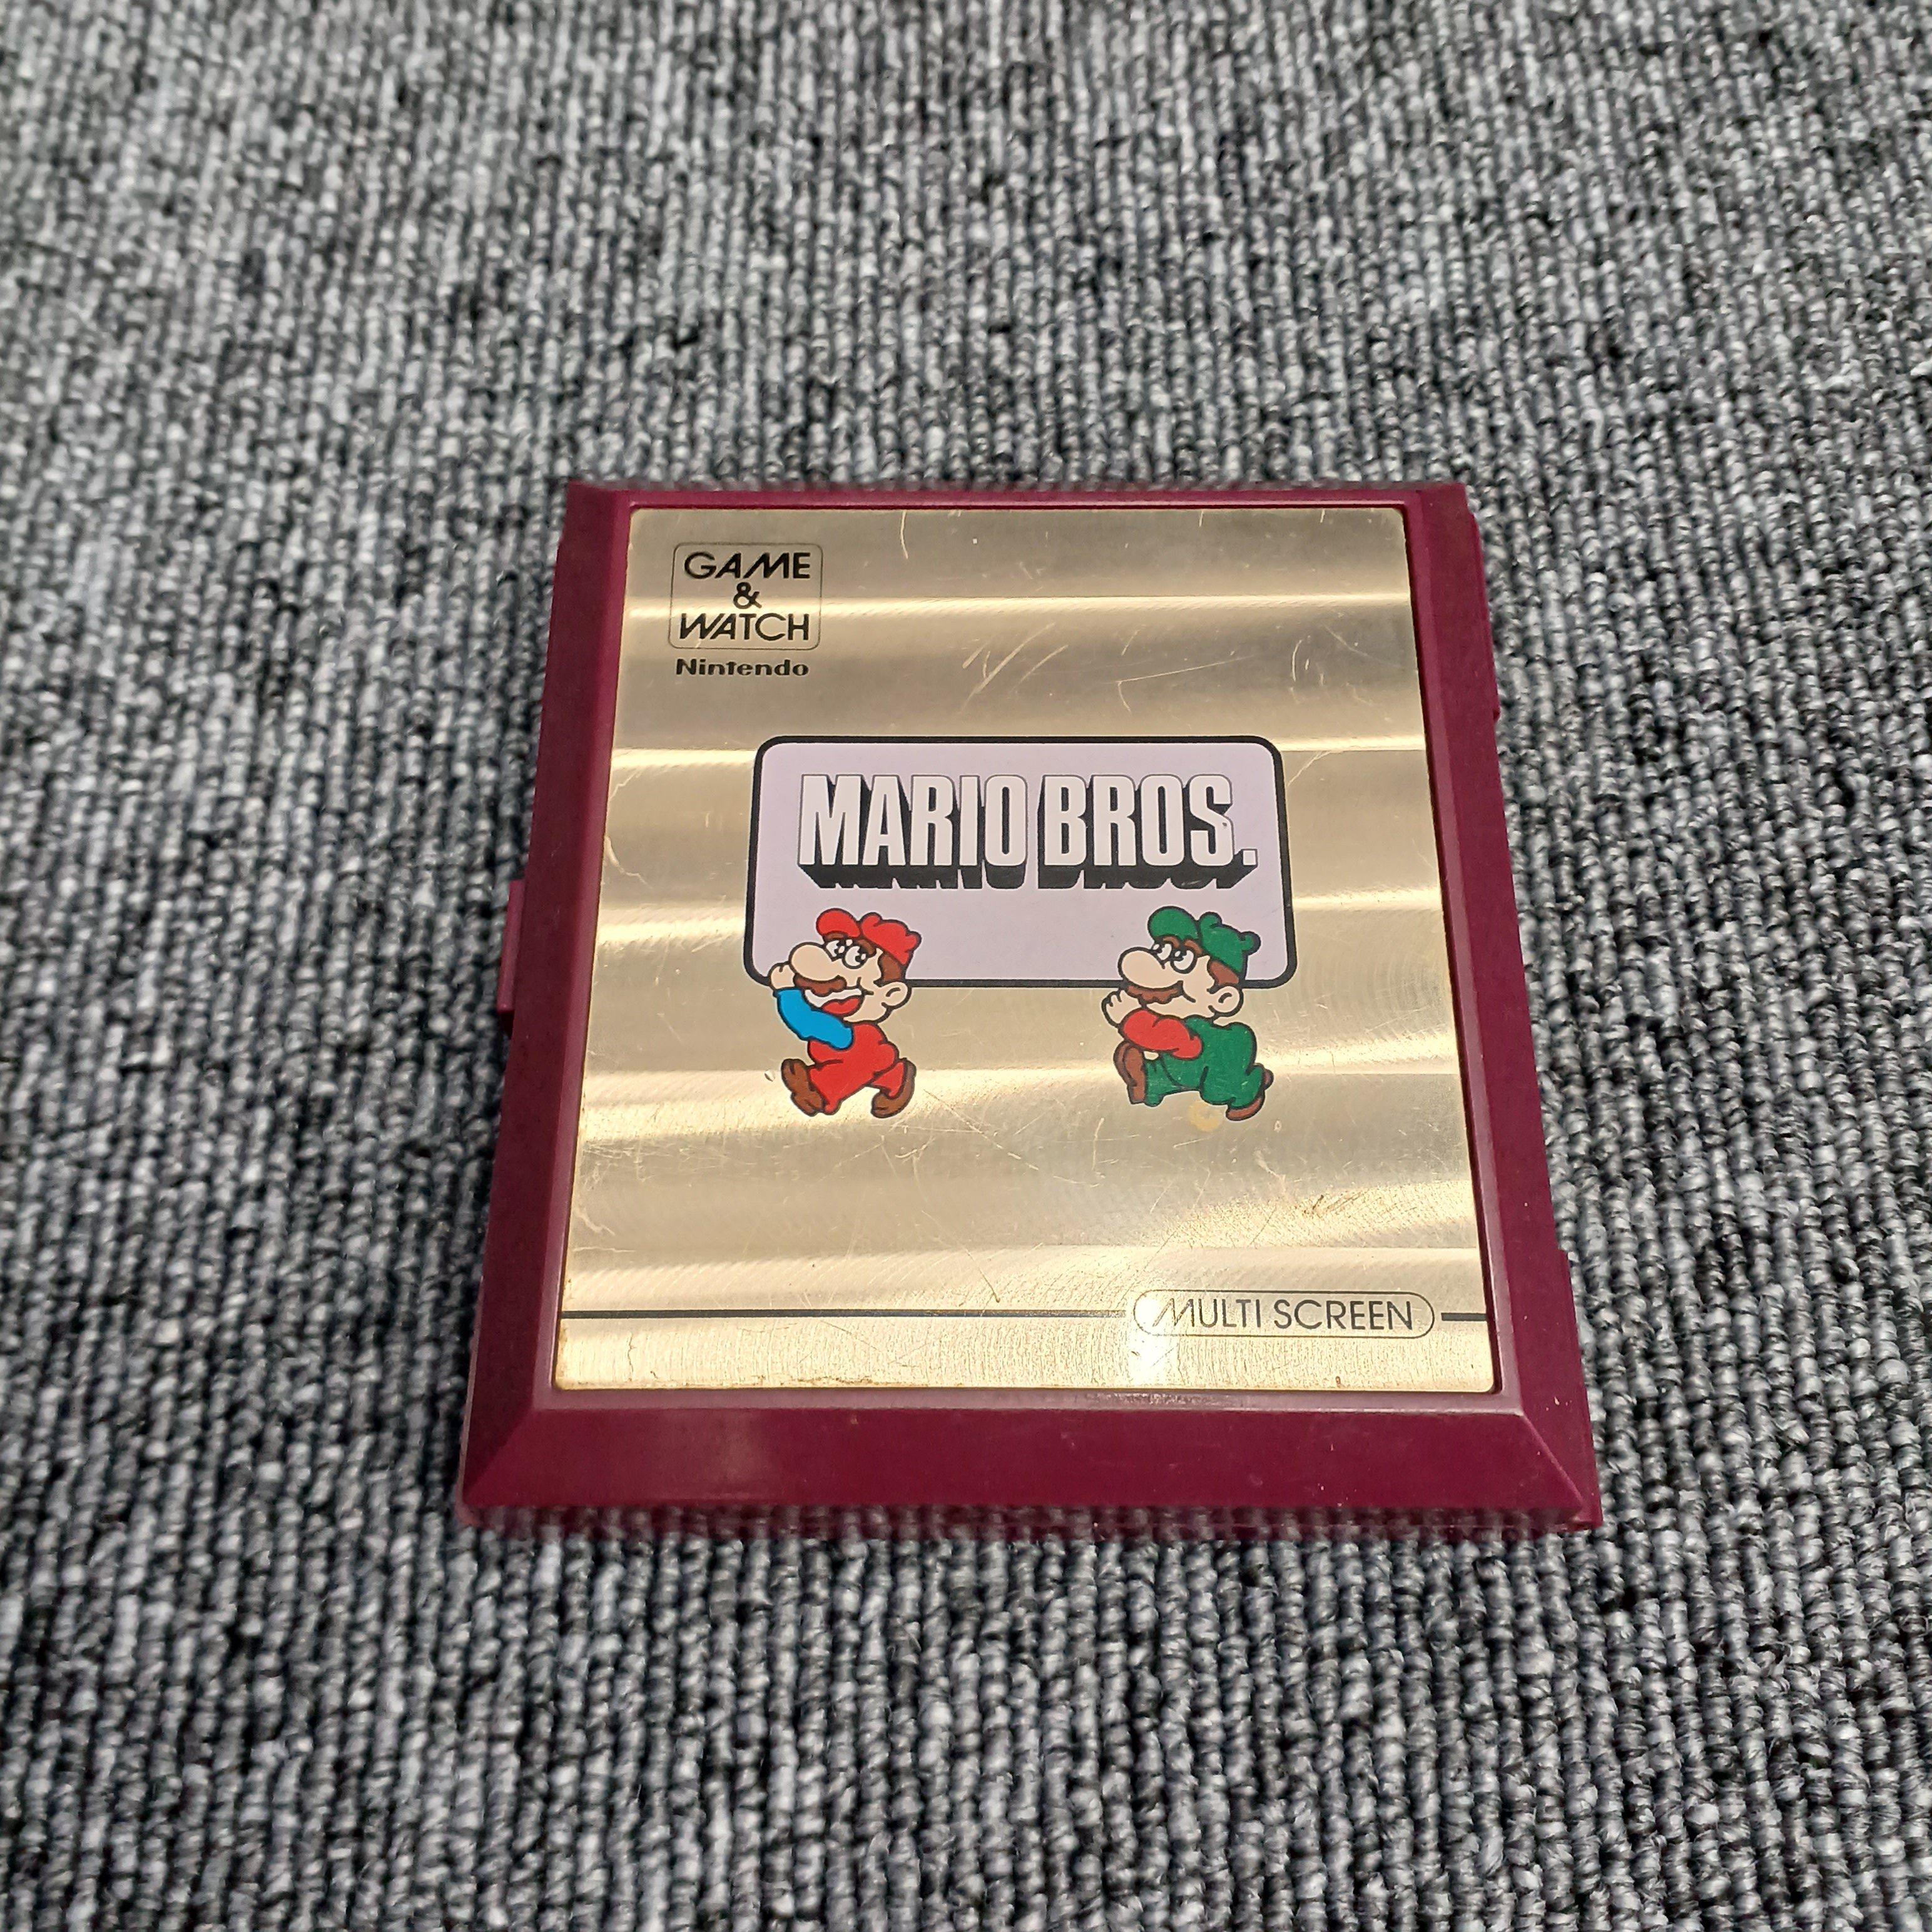 GAME
&
WATCH
Nintendo
MARIO BROS.
MULTI SCREEN